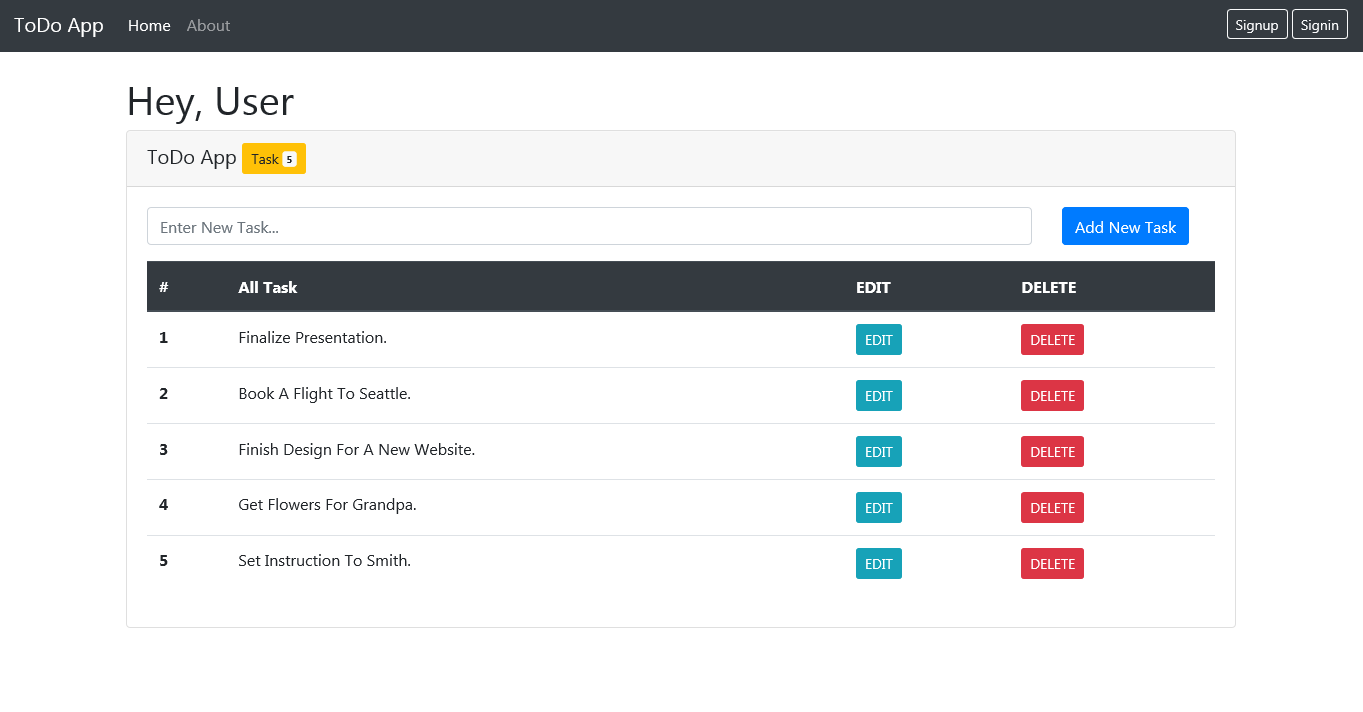 ToDo App Home About Signup Signin
Hey, User
ToDo App Task 5
Enter New Task... Add New Task
# All Task EDIT DELETE
1 Finalize Presentation. EDIT DELETE
2 Book A Flight To Seattle. EDIT DELETE
3 Finish Design For A New Website. EDIT DELETE
4 Get Flowers For Grandpa. EDIT DELETE
5 Set Instruction To Smith. EDIT DELETE